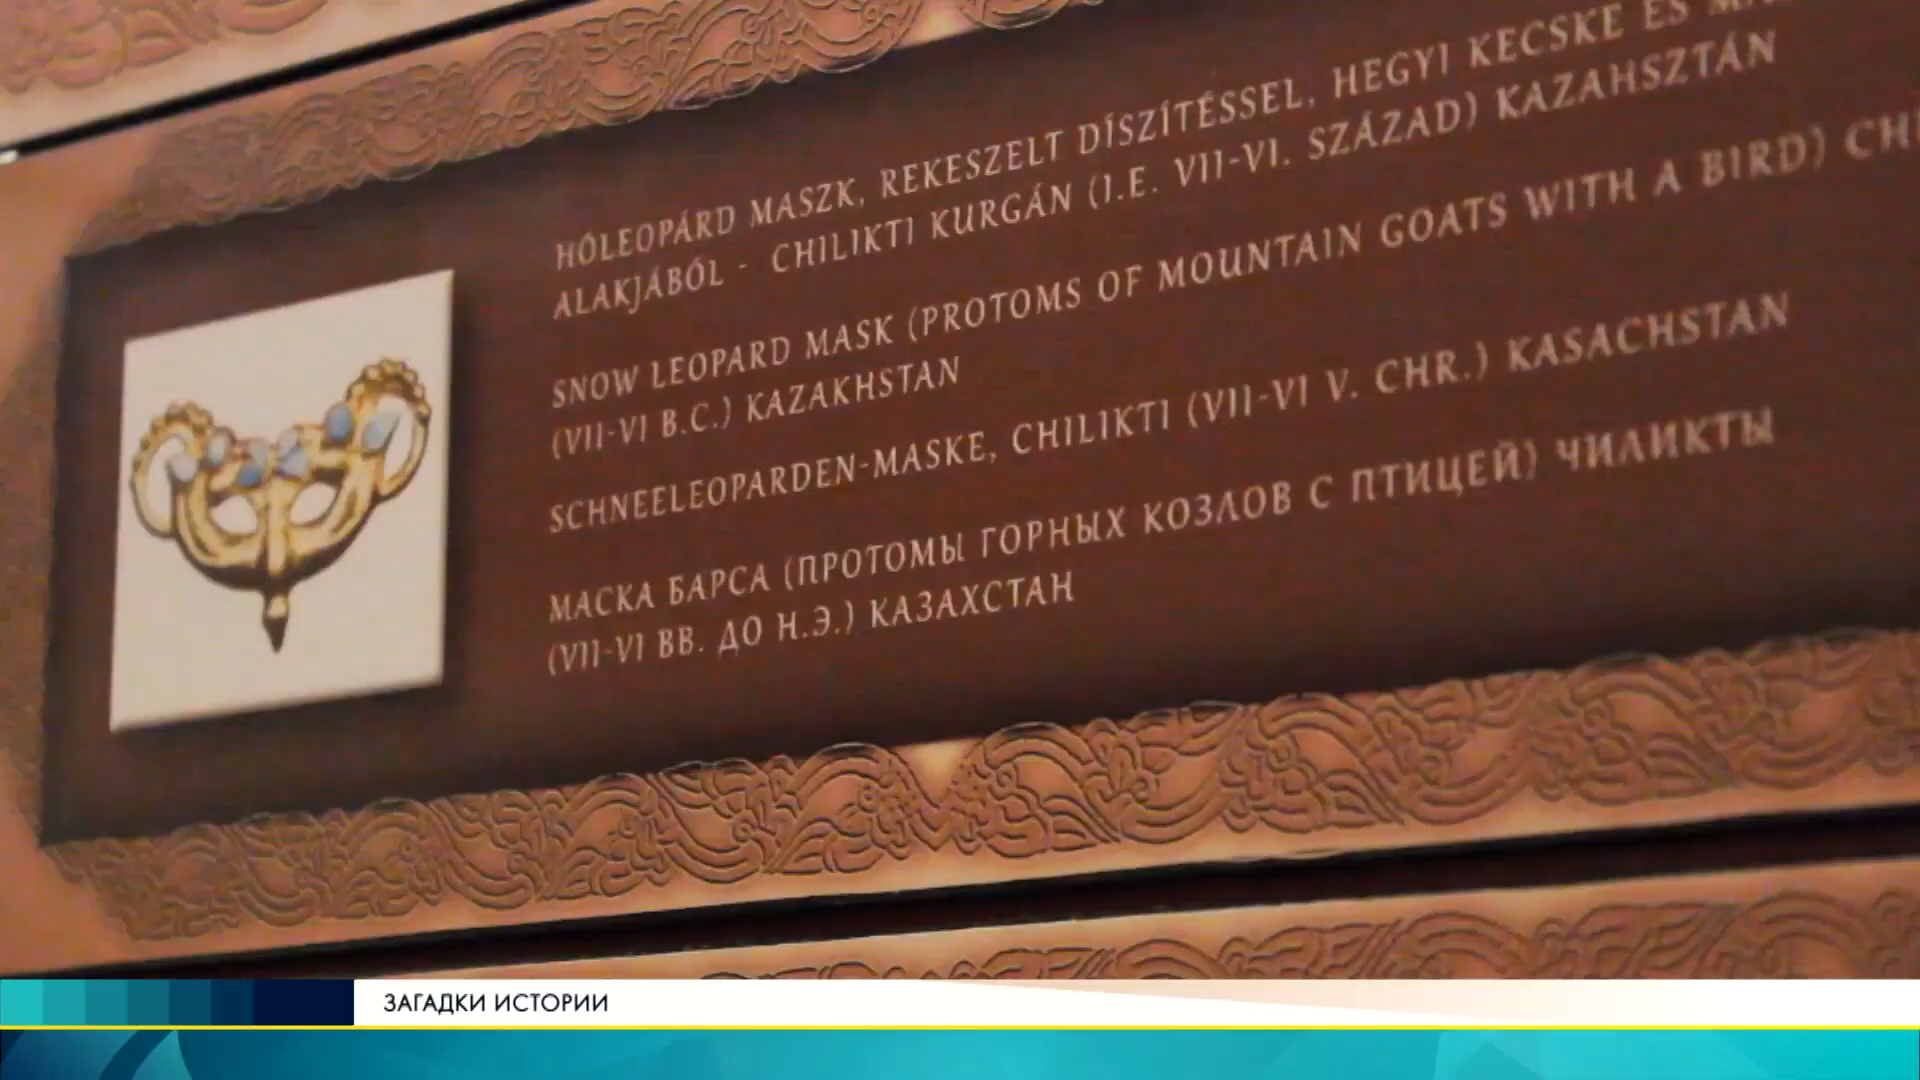 HÓLEOPÁRD MASZK, REKESZELT DÍSZÍTÉSSEL, HEGYI KECSKE ÉS
ALAKJÁBÓL - CHILIKTI KURGÁN (I.E. VII-VI. SZÁZAD) KAZAHSZTÁN
SNOW LEOPARD MASK (PROTOMS OF MOUNTAIN GOATS WITH A BIRD)
(VII-VI B.C.) KAZAKHSTAN
SCHNEELEOPARDEN-MASKE, CHILIKTI (VII-VI V. CHR.) KASACHSTAN
МАСКА БАРСА (ПРОТОМЫ ГОРНЫХ КОЗЛОВ С ПТИЦЕЙ) ЧИЛИКТЫ
(VII-VI ВВ. ДО Н.Э.) КАЗАХСТАН
ЗАГАДКИ ИСТОРИИ